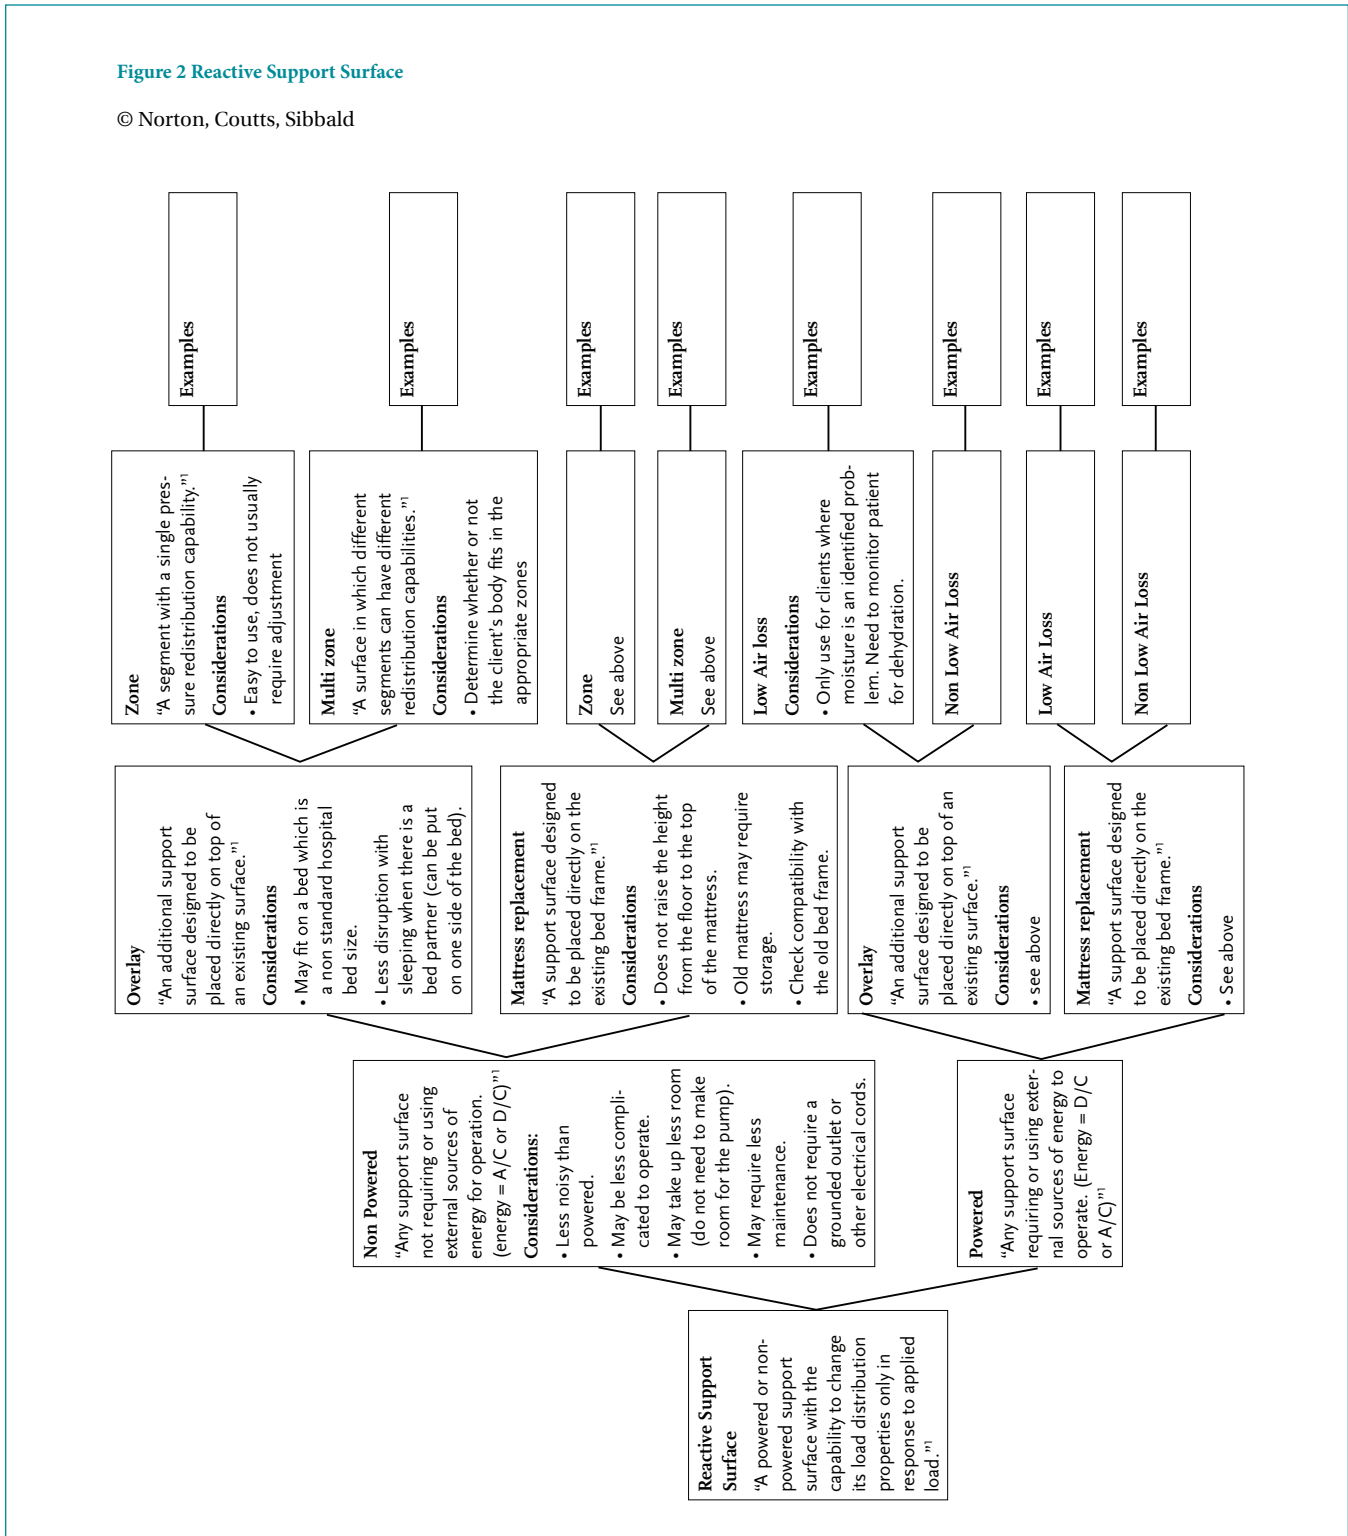 Figure 2 Reactive Support Surface
© Norton, Coutts, Sibbald
Reactive Support
Surface
“A powered or non-
powered support
surface with the
capability to change
its load distribution
properties only in
response to applied
load.”1
Non Powered
“Any support surface
not requiring or using
external sources of
energy for operation.
(energy = A/C or D/C)”1
Considerations:
• Less noisy than
powered.
• May be less compli-
cated to operate.
• May take up less room
(do not need to make
room for the pump).
• May require less
maintenance.
• Does not require a
grounded outlet or
other electrical cords.
Powered
“Any support surface
requiring or using exter-
nal sources of energy to
operate. (Energy = D/C
or A/C)”1
Overlay
“An additional support
surface designed to be
placed directly on top of
an existing surface.”1
Considerations
• May fit on a bed which is
a non standard hospital
bed size.
• Less disruption with
sleeping when there is a
bed partner (can be put
on one side of the bed).
Mattress replacement
“A support surface designed
to be placed directly on the
existing bed frame.”1
Considerations
• Does not raise the height
from the floor to the top
of the mattress.
• Old mattress may require
storage.
• Check compatibility with
the old bed frame.
Overlay
“An additional support
surface designed to be
placed directly on top of an
existing surface.”1
Considerations
• see above
Mattress replacement
“A support surface designed
to be placed directly on the
existing bed frame.”1
Considerations
• See above
Zone
“A segment with a single pres-
sure redistribution capability.”1
Considerations
• Easy to use, does not usually
require adjustment
Multi zone
“A surface in which different
segments can have different
redistribution capabilities.”1
Considerations
• Determine whether or not
the client’s body fits in the
appropriate zones
Zone
See above
Multi zone
See above
Low Air loss
Considerations
• Only use for clients where
moisture is an identified prob-
lem. Need to monitor patient
for dehydration.
Non Low Air Loss
Low Air Loss
Non Low Air Loss
Examples
Examples
Examples
Examples
Examples
Examples
Examples
Examples